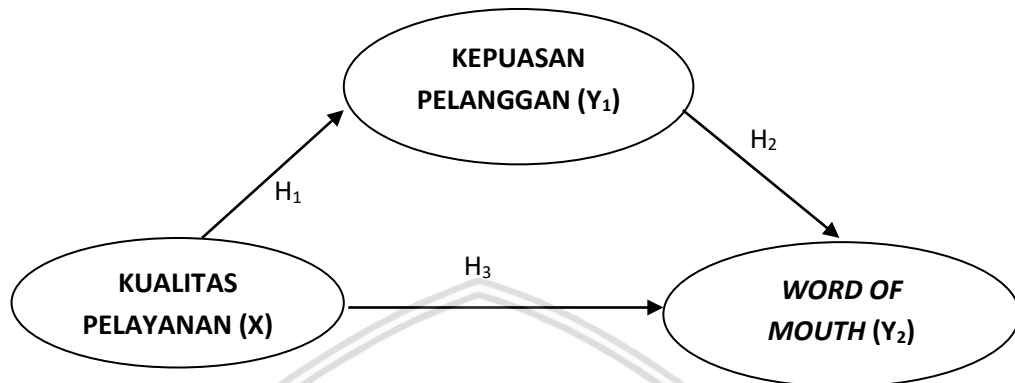 KEPUASAN
PELANGGAN (Y₁)
H₂
H₁
H₃
KUALITAS
PELAYANAN (X)
WORD OF
MOUTH (Y₂)